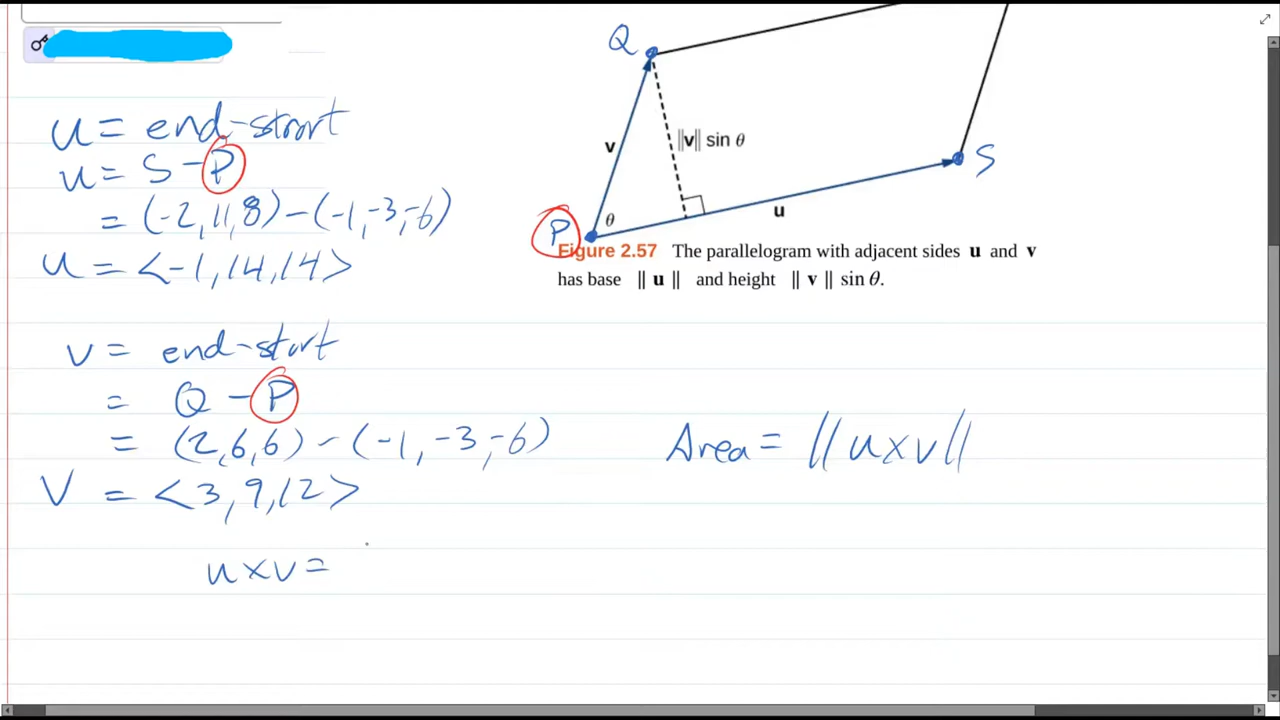 u = end-start
u = S - P
= (-2,11,8) - (-1,-3,-6)
u = <-1,14,14>
v = end-start
= Q - P
= (2,6,6) - (-1,-3,-6)
V = <3,9,12>
u×v =
Q
v
||v|| sin θ
S
u
P
θ
Figure 2.57 The parallelogram with adjacent sides u and v
has base || u || and height || v || sin θ.
Area = ||u×v||